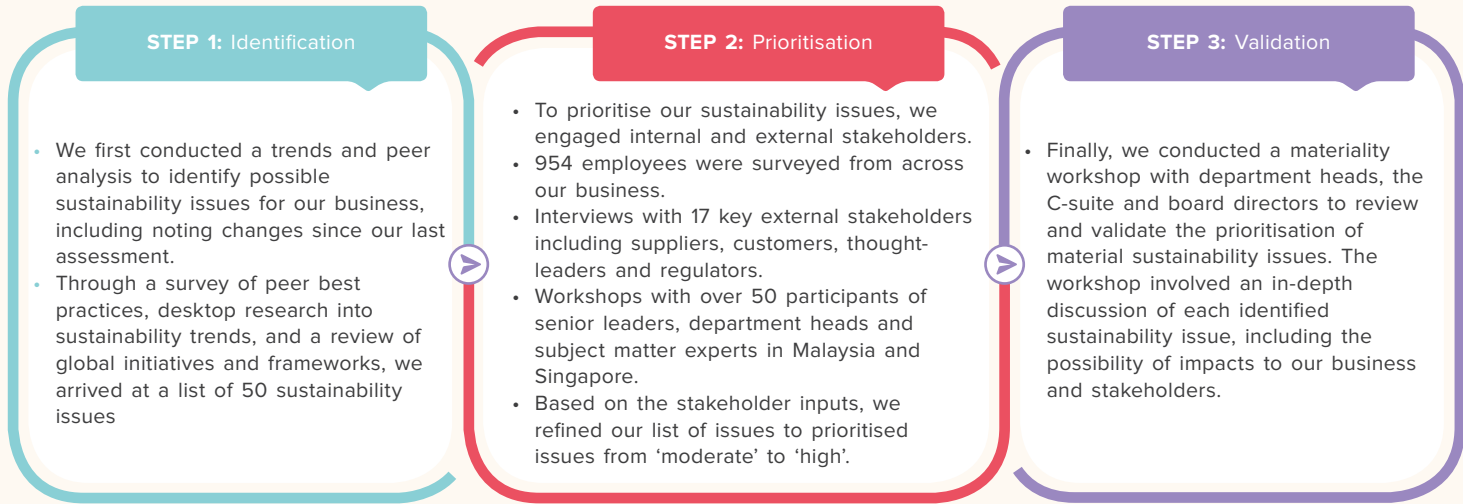 STEP 1: Identification
• We first conducted a trends and peer
analysis to identify possible
sustainability issues for our business,
including noting changes since our last
assessment.
• Through a survey of peer best
practices, desktop research into
sustainability trends, and a review of
global initiatives and frameworks, we
arrived at a list of 50 sustainability
issues
STEP 2: Prioritisation
• To prioritise our sustainability issues, we
engaged internal and external stakeholders.
• 954 employees were surveyed from across
our business.
• Interviews with 17 key external stakeholders
including suppliers, customers, thought-
leaders and regulators.
• Workshops with over 50 participants of
senior leaders, department heads and
subject matter experts in Malaysia and
Singapore.
• Based on the stakeholder inputs, we
refined our list of issues to prioritised
issues from ‘moderate’ to ‘high’.
STEP 3: Validation
• Finally, we conducted a materiality
workshop with department heads, the
C-suite and board directors to review
and validate the prioritisation of
material sustainability issues. The
workshop involved an in-depth
discussion of each identified
sustainability issue, including the
possibility of impacts to our business
and stakeholders.